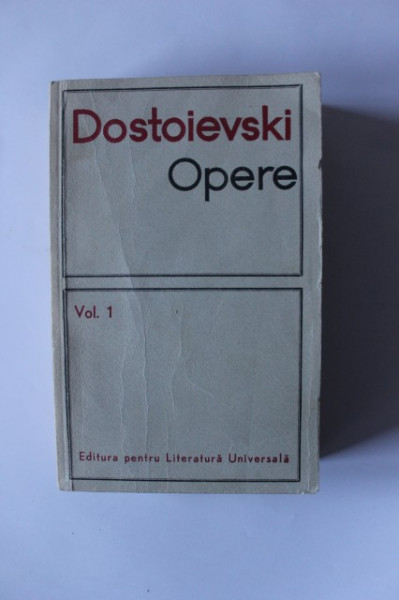 Dostoievski
Opere
Vol. 1
Editura pentru Literatură Universală